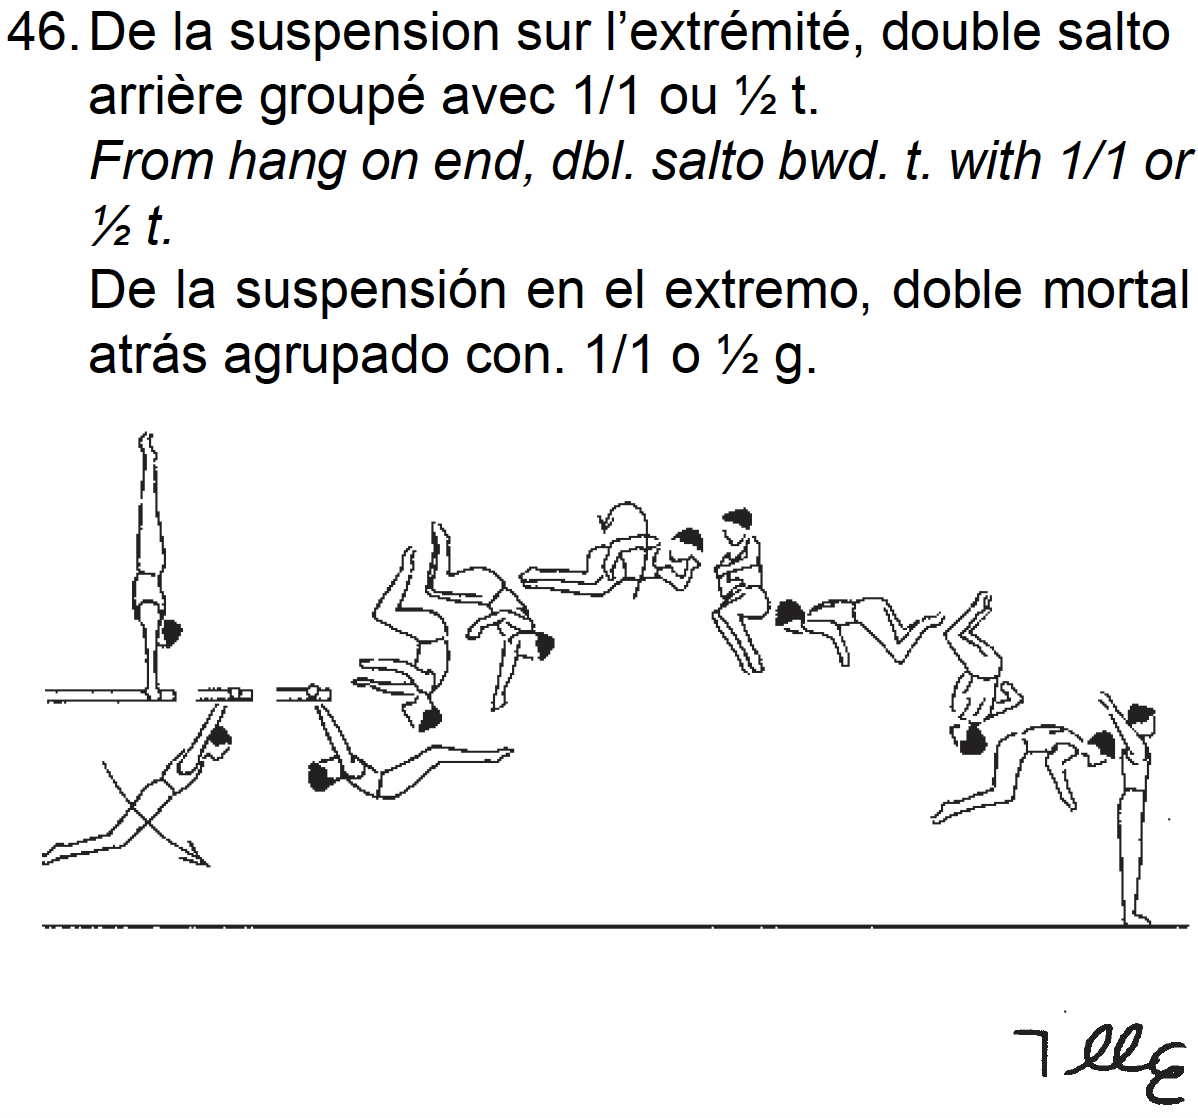 46. De la suspension sur l’extrémité, double salto
arrière groupé avec 1/1 ou ½ t.
From hang on end, dbl. salto bwd. t. with 1/1 or
½ t.
De la suspensión en el extremo, doble mortal
atrás agrupado con. 1/1 o ½ g.